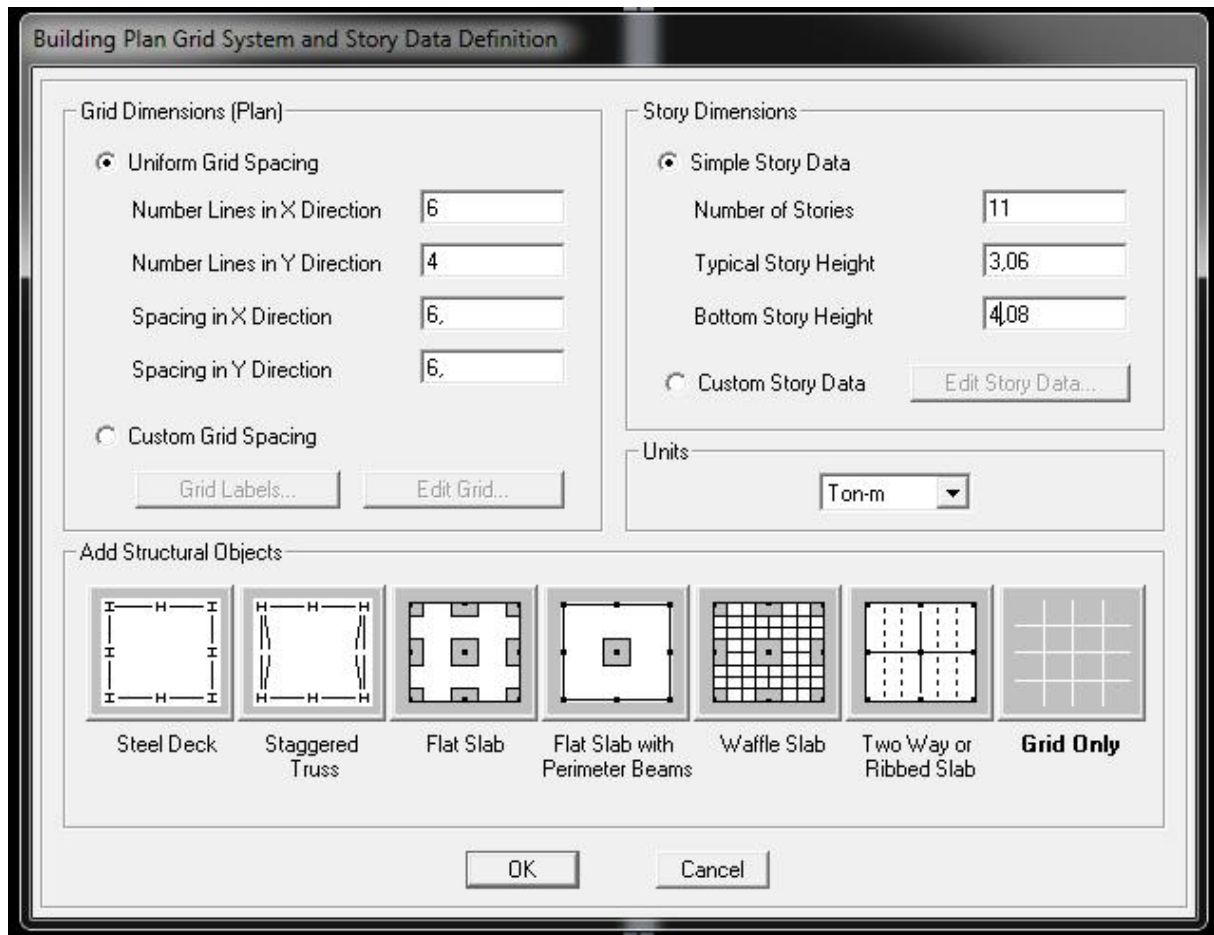 Building Plan Grid System and Story Data Definition
Grid Dimensions (Plan)
Uniform Grid Spacing
Number Lines in X Direction 6
Number Lines in Y Direction 4
Spacing in X Direction 6,
Spacing in Y Direction 6,
Custom Grid Spacing
Grid Labels... Edit Grid...
Story Dimensions
Simple Story Data
Number of Stories 11
Typical Story Height 3,06
Bottom Story Height 4,08
Custom Story Data Edit Story Data...
Units
Ton-m
Add Structural Objects
Steel Deck
Staggered
Truss
Flat Slab
Flat Slab with
Perimeter Beams
Waffle Slab
Two Way or
Ribbed Slab
Grid Only
OK Cancel